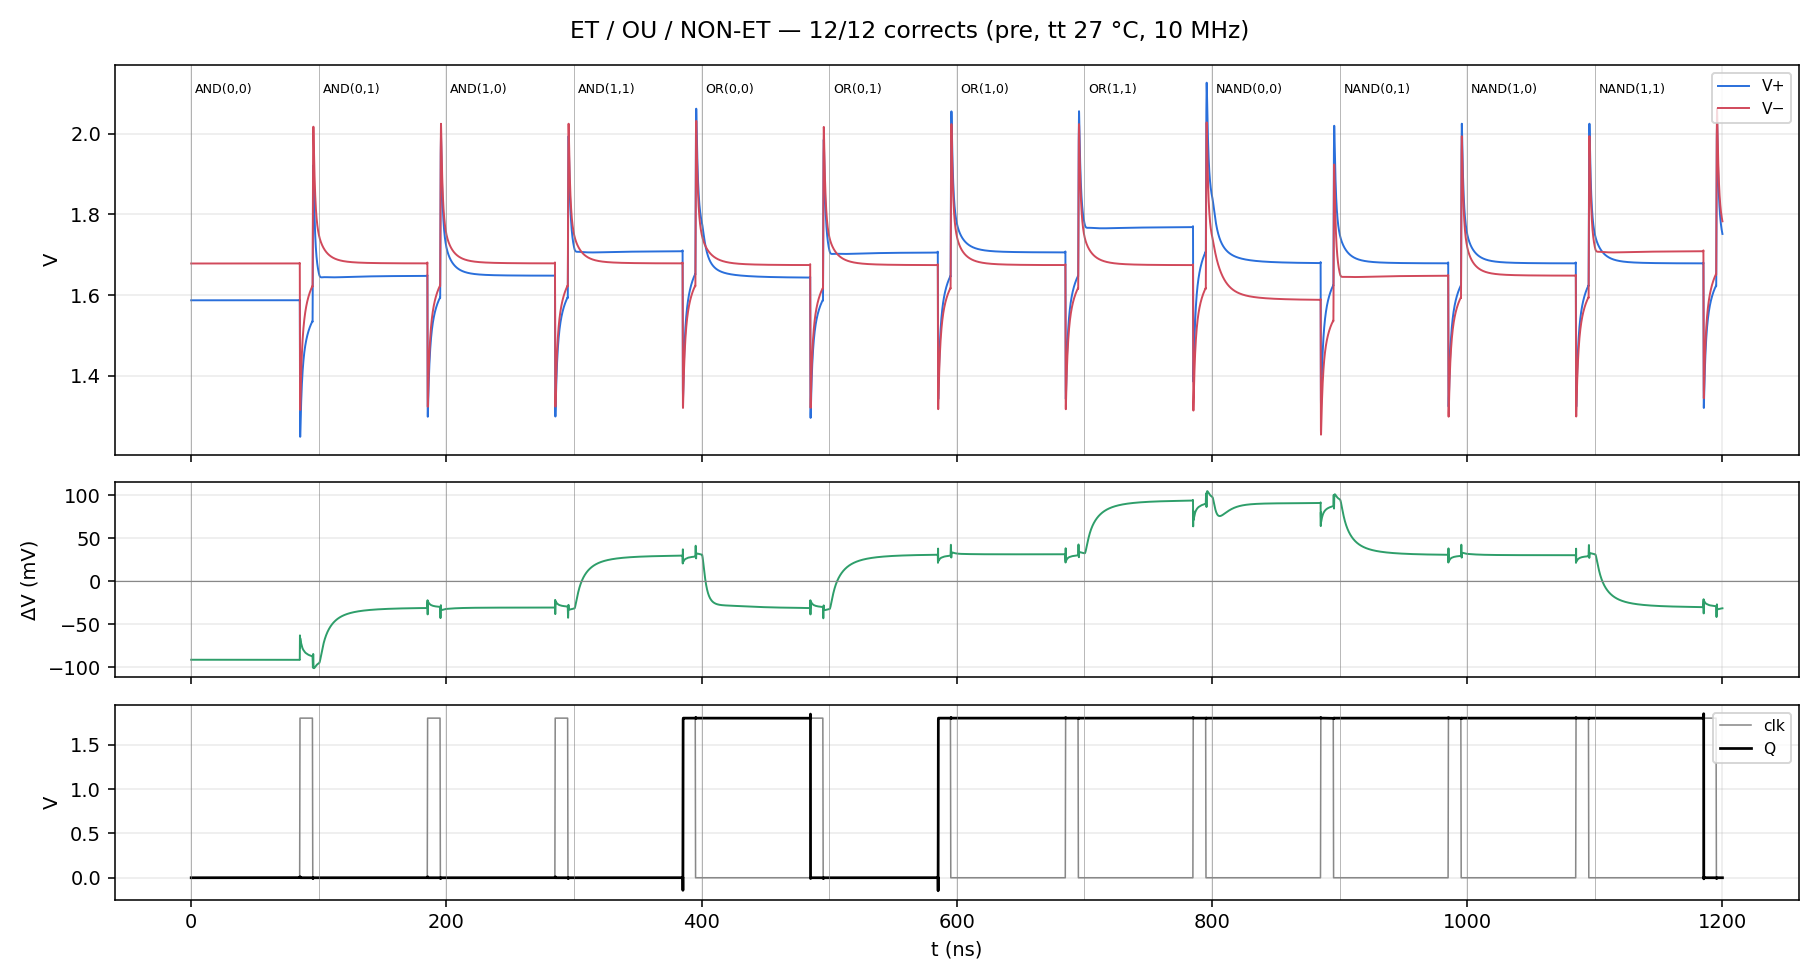 ET / OU / NON-ET — 12/12 corrects (pre, tt 27 °C, 10 MHz)
AND(0,0) AND(0,1) AND(1,0) AND(1,1) OR(0,0) OR(0,1) OR(1,0) OR(1,1) NAND(0,0) NAND(0,1) NAND(1,0) NAND(1,1)
V+
V−
2.0
1.8
1.6
1.4
V
100
50
0
−50
−100
ΔV (mV)
clk
Q
1.5
1.0
0.5
0.0
V
0 200 400 600 800 1000 1200
t (ns)